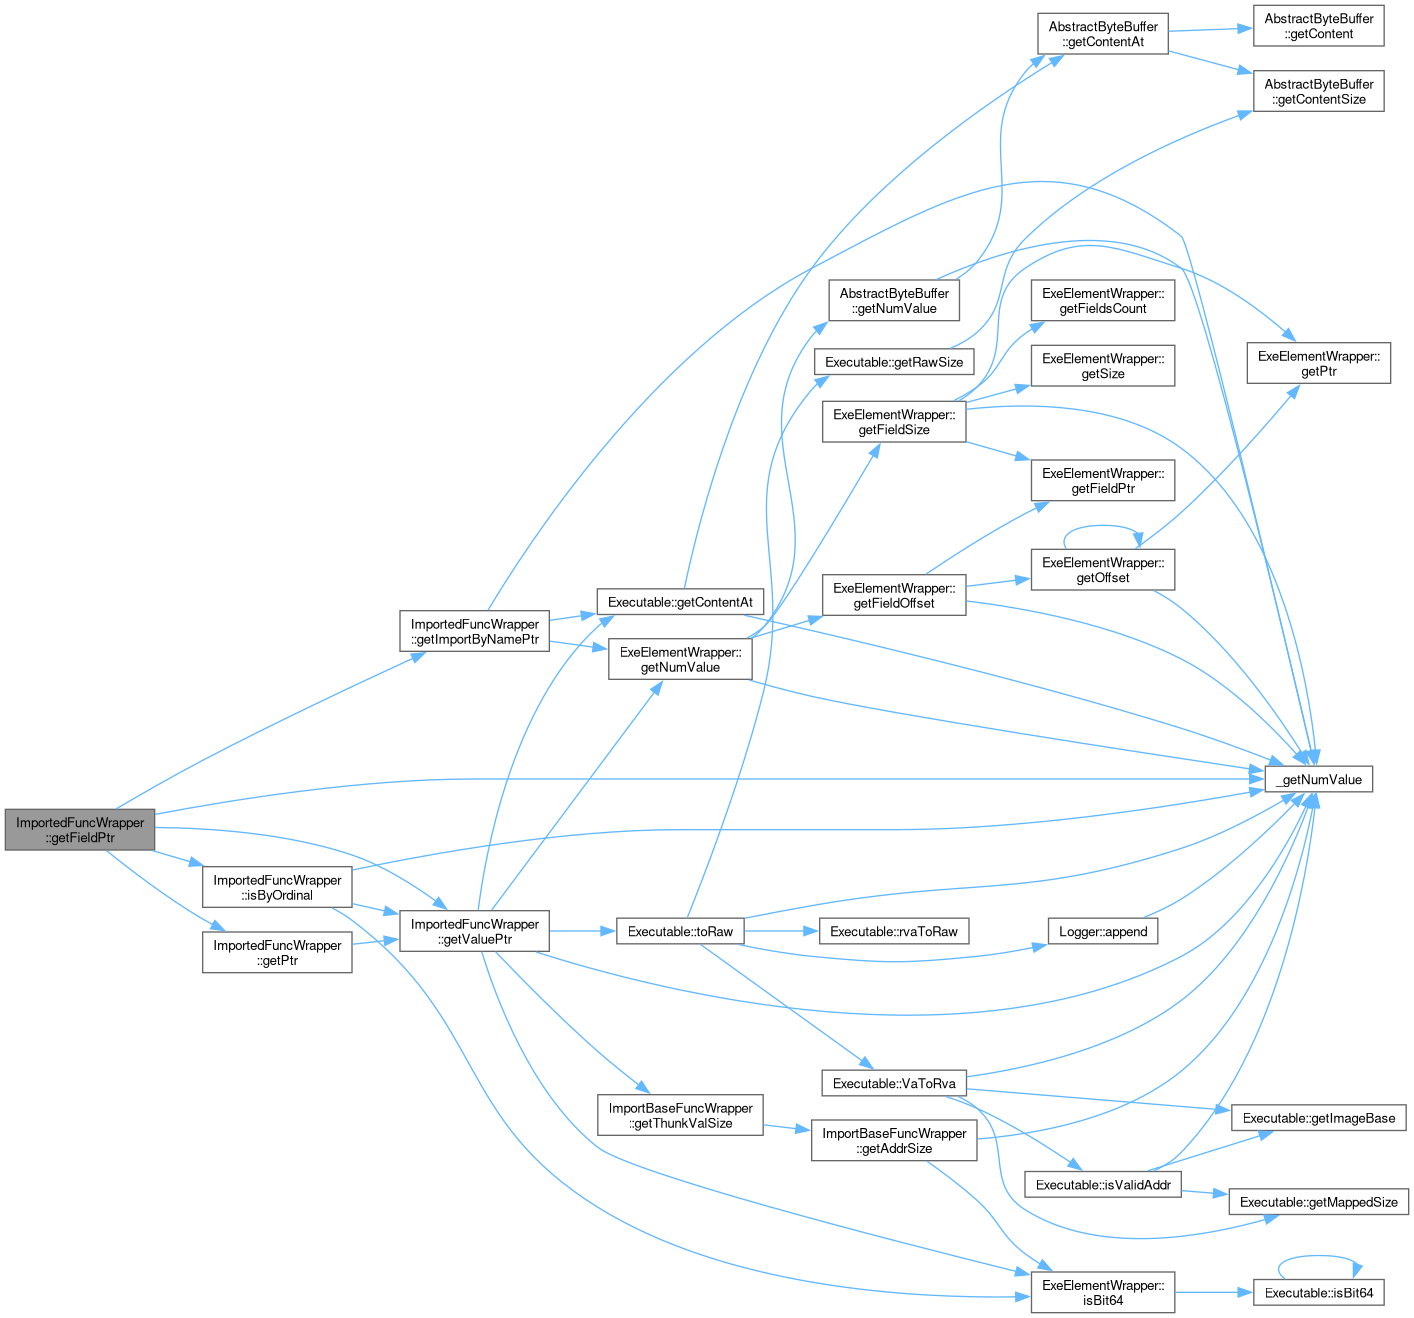 AbstractByteBuffer
::getContentAt
AbstractByteBuffer
::getContent
AbstractByteBuffer
::getContentSize
AbstractByteBuffer
::getNumValue
ExeElementWrapper::
getFieldsCount
Executable::getRawSize
ExeElementWrapper::
getSize
ExeElementWrapper::
getPtr
ExeElementWrapper::
getFieldSize
ExeElementWrapper::
getFieldPtr
ExeElementWrapper::
getOffset
ExeElementWrapper::
getFieldOffset
Executable::getContentAt
ImportedFuncWrapper
::getImportByNamePtr
ExeElementWrapper::
getNumValue
_getNumValue
ImportedFuncWrapper
::getFieldPtr
ImportedFuncWrapper
::isByOrdinal
ImportedFuncWrapper
::getValuePtr
ImportedFuncWrapper
::getPtr
Executable::toRaw
Executable::rvaToRaw
Logger::append
Executable::VaToRva
ImportBaseFuncWrapper
::getThunkValSize
ImportBaseFuncWrapper
::getAddrSize
Executable::getImageBase
Executable::isValidAddr
Executable::getMappedSize
ExeElementWrapper::
isBit64
Executable::isBit64